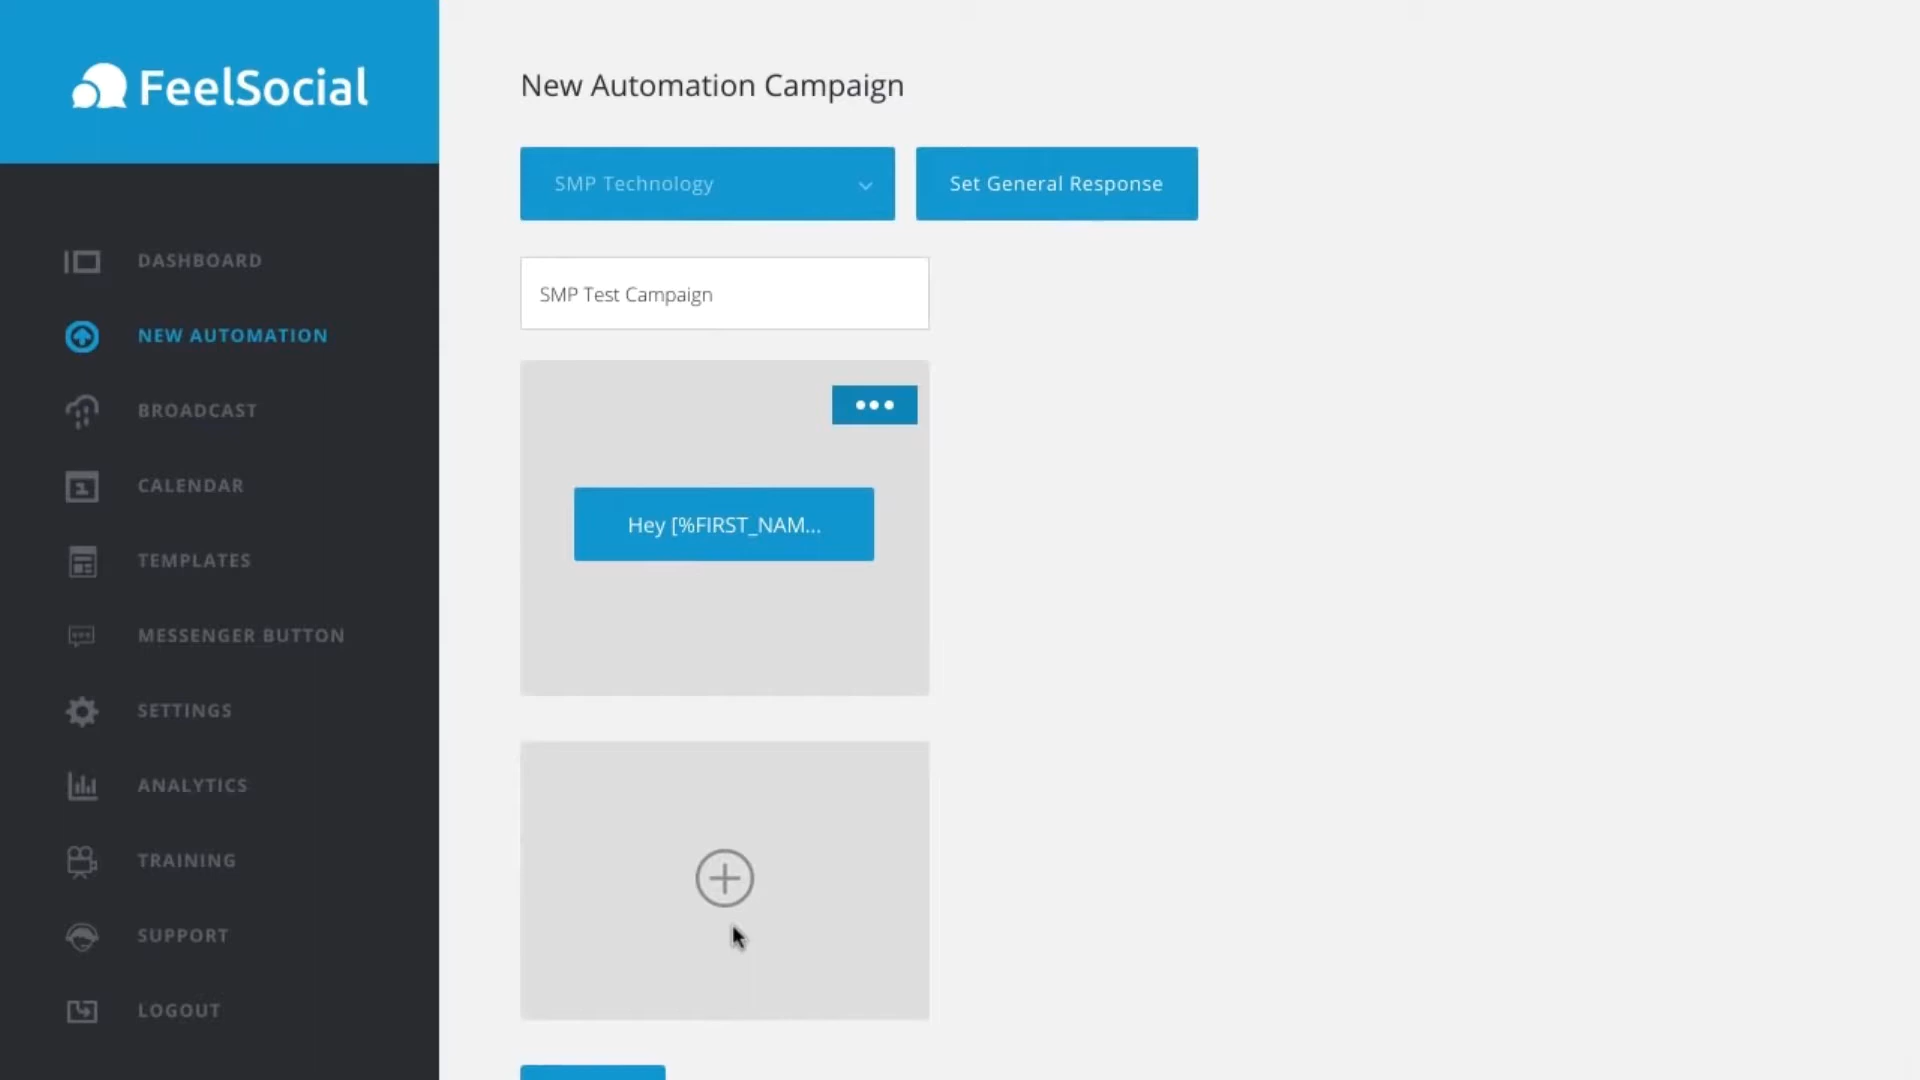 FeelSocial
DASHBOARD
NEW AUTOMATION
BROADCAST
CALENDAR
TEMPLATES
MESSENGER BUTTON
SETTINGS
ANALYTICS
TRAINING
SUPPORT
LOGOUT
New Automation Campaign
SMP Technology
Set General Response
SMP Test Campaign
Hey [%FIRST_NAM...